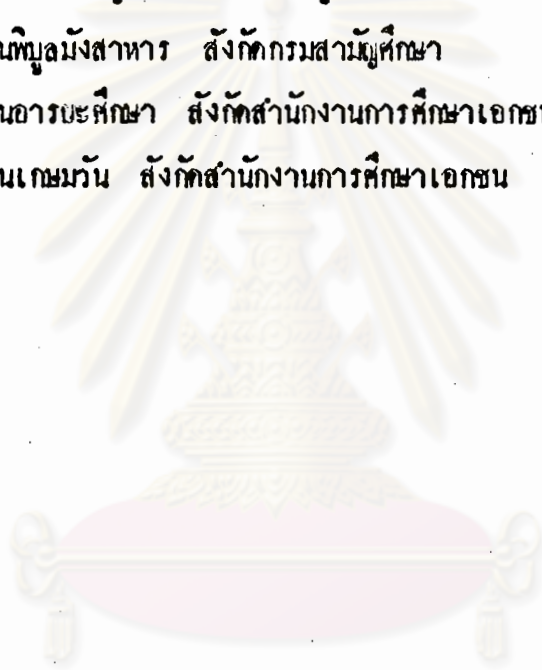 นพิบูลมังสาหาร สังกัดกรมสามัญศึกษา
นอารยะศึกษา สังกัดสำนักงานการศึกษาเอกชน
นเกษมวัน สังกัดสำนักงานการศึกษาเอกชน